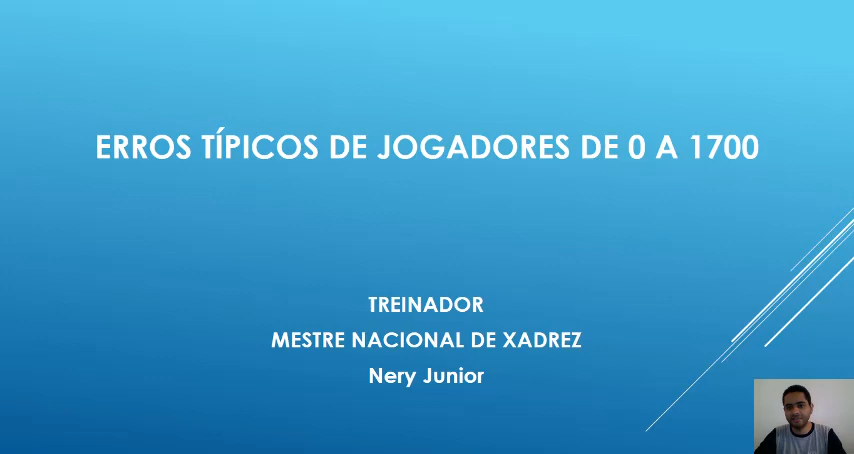 ERROS TÍPICOS DE JOGADORES DE 0 A 1700
TREINADOR
MESTRE NACIONAL DE XADREZ
Nery Junior